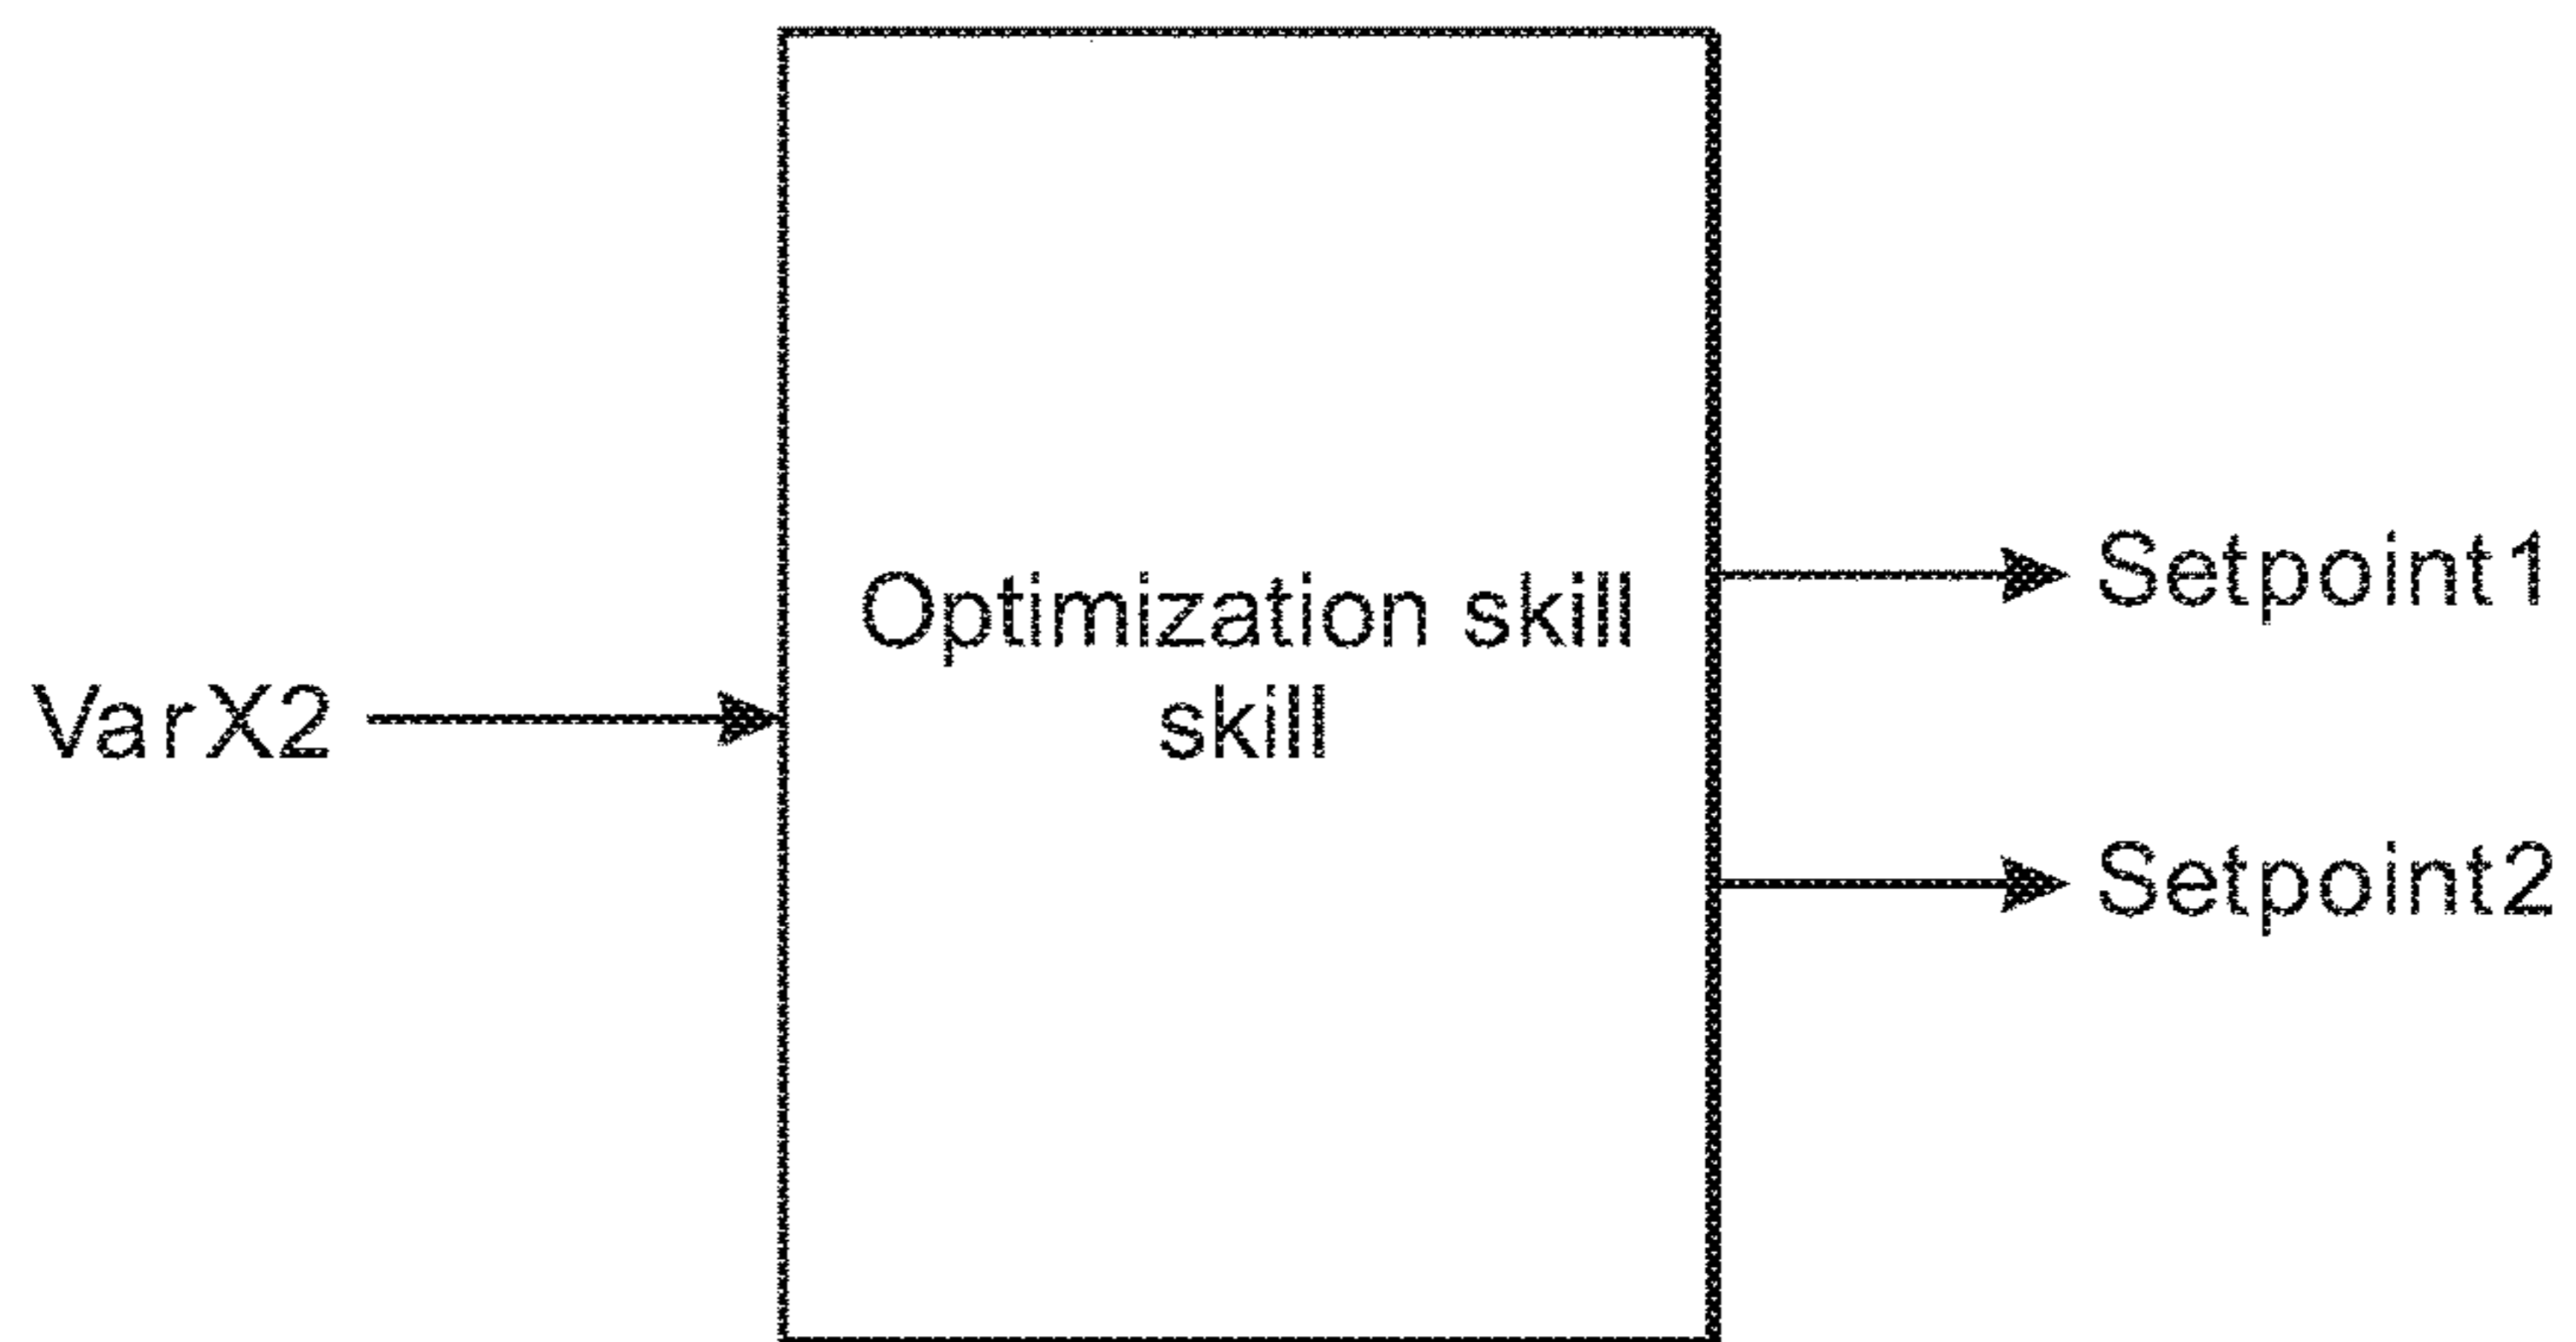 VarX2
Optimization skill
skill
Setpoint1
Setpoint2